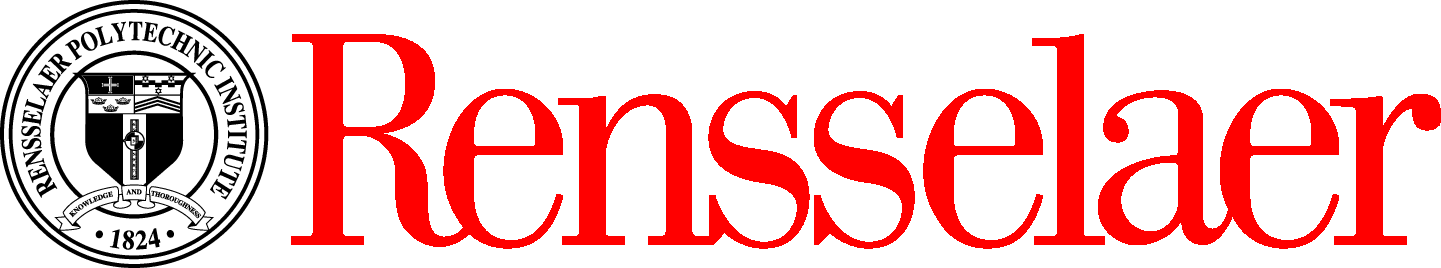 RENSSELAER POLYTECHNIC INSTITUTE
KNOWLEDGE AND THOROUGHNESS
• 1824 •
Rensselaer